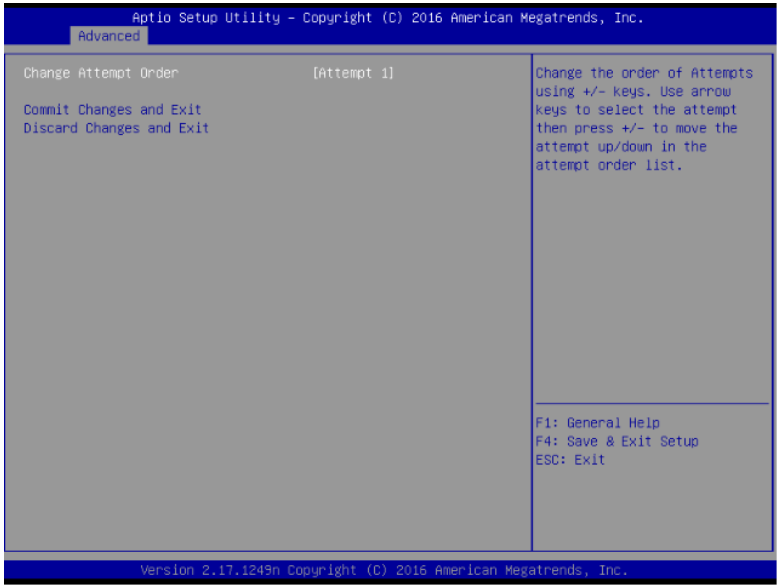 Aptio Setup Utility – Copyright (C) 2016 American Megatrends, Inc.
Advanced
Change Attempt Order [Attempt 1]
Commit Changes and Exit
Discard Changes and Exit
Change the order of Attempts
using +/- keys. Use arrow
keys to select the attempt
then press +/- to move the
attempt up/down in the
attempt order list.
F1: General Help
F4: Save & Exit Setup
ESC: Exit
Version 2.17.1249n Copyright (C) 2016 American Megatrends, Inc.